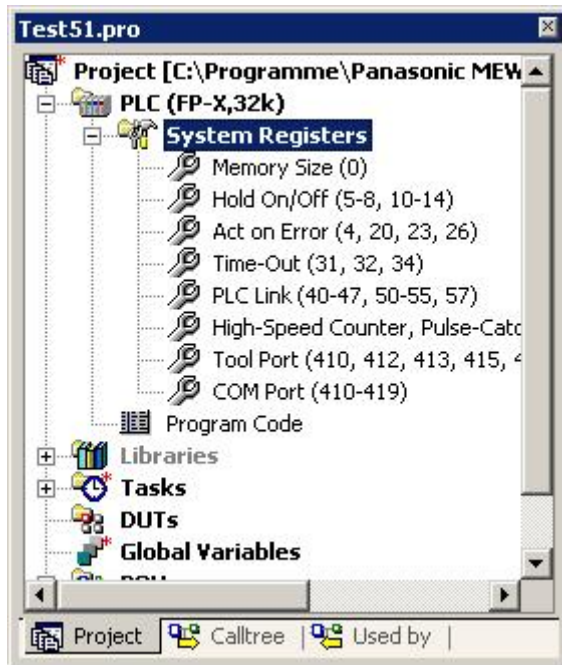 Test51.pro
Project [C:\Programme\Panasonic MEW
PLC (FP-X,32k)
System Registers
Memory Size (0)
Hold On/Off (5-8, 10-14)
Act on Error (4, 20, 23, 26)
Time-Out (31, 32, 34)
PLC Link (40-47, 50-55, 57)
High-Speed Counter, Pulse-Catc
Tool Port (410, 412, 413, 415, 4
COM Port (410-419)
Program Code
Libraries
Tasks
DUTs
Global Variables
Project Calltree Used by